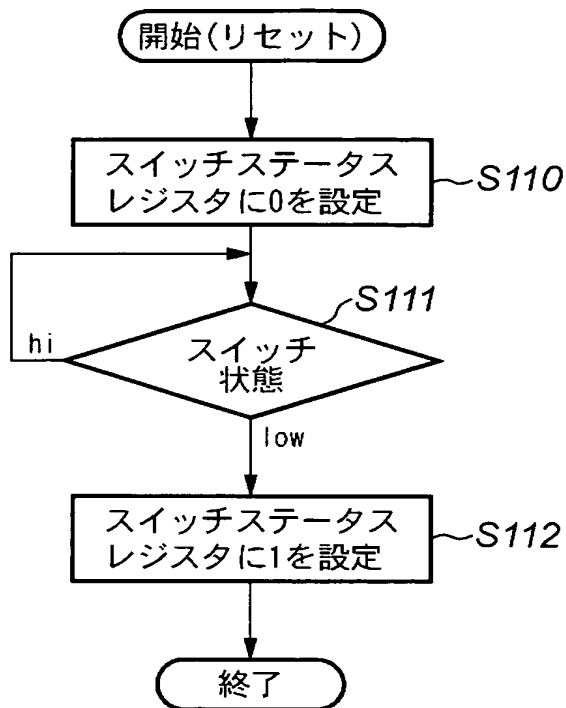 開始(リセット)
スイッチステータス
レジスタに0を設定
S110
S111
hi
スイッチ
状態
low
スイッチステータス
レジスタに1を設定
S112
終了